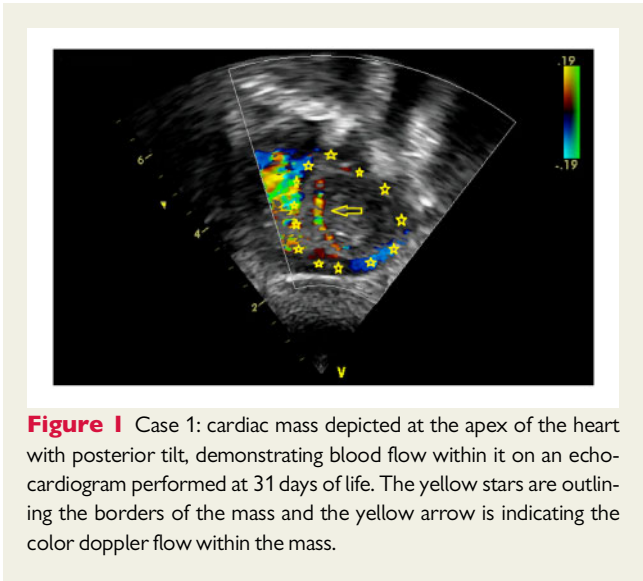 .19
-.19
6
4
2
V
Figure 1 Case 1: cardiac mass depicted at the apex of the heart
with posterior tilt, demonstrating blood flow within it on an echo-
cardiogram performed at 31 days of life. The yellow stars are outlin-
ing the borders of the mass and the yellow arrow is indicating the
color doppler flow within the mass.